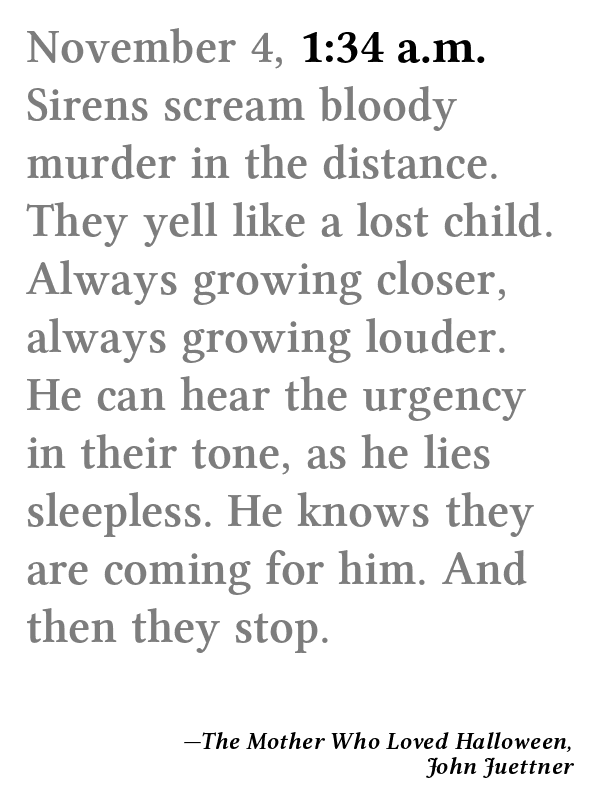 November 4, 1:34 a.m.
Sirens scream bloody
murder in the distance.
They yell like a lost child.
Always growing closer,
always growing louder.
He can hear the urgency
in their tone, as he lies
sleepless. He knows they
are coming for him. And
then they stop.
—The Mother Who Loved Halloween,
John Juettner